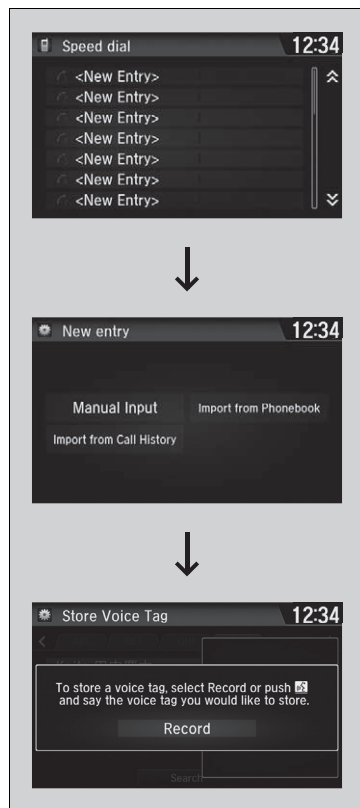 Speed dial 12:34
<New Entry>
<New Entry>
<New Entry>
<New Entry>
<New Entry>
<New Entry>
<New Entry>
New entry 12:34
Manual Input Import from Phonebook
Import from Call History
Store Voice Tag 12:34
To store a voice tag, select Record or push
and say the voice tag you would like to store.
Record
Search